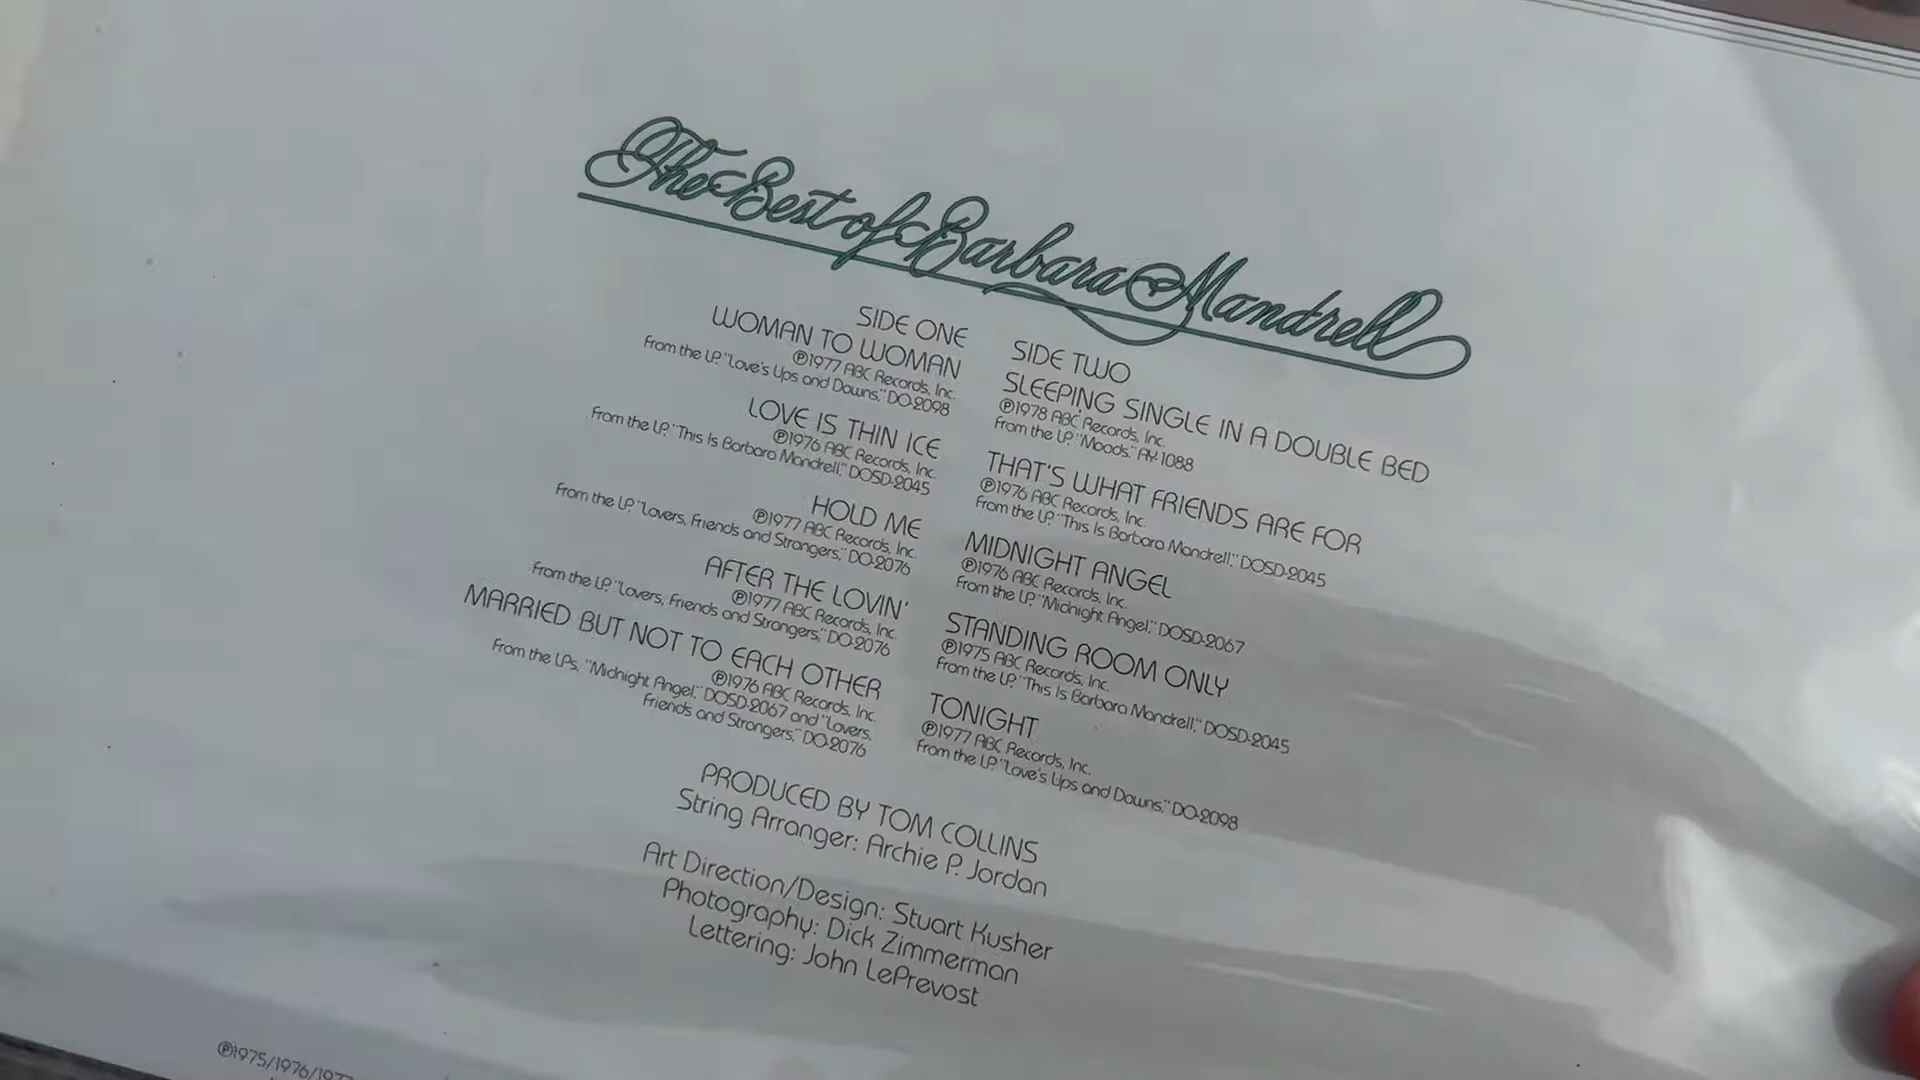 The Best of Barbara Mandrell
SIDE ONE
WOMAN TO WOMAN
℗1977 ABC Records, Inc.
From the LP, "Love's Ups and Downs," DO-2098
LOVE IS THIN ICE
℗1976 ABC Records, Inc.
From the LP, "This Is Barbara Mandrell," DOSD-2045
HOLD ME
℗1977 ABC Records, Inc.
From the LP, "Lovers, Friends and Strangers," DO-2076
AFTER THE LOVIN'
℗1977 ABC Records, Inc.
From the LP, "Lovers, Friends and Strangers," DO-2076
MARRIED BUT NOT TO EACH OTHER
℗1976 ABC Records, Inc.
From the LPs, "Midnight Angel," DOSD-2067 and "Lovers,
Friends and Strangers," DO-2076
SIDE TWO
SLEEPING SINGLE IN A DOUBLE BED
℗1978 ABC Records, Inc.
From the LP, "Moods," AY-1088
THAT'S WHAT FRIENDS ARE FOR
℗1976 ABC Records, Inc.
From the LP, "This Is Barbara Mandrell," DOSD-2045
MIDNIGHT ANGEL
℗1976 ABC Records, Inc.
From the LP, "Midnight Angel," DOSD-2067
STANDING ROOM ONLY
℗1975 ABC Records, Inc.
From the LP, "This Is Barbara Mandrell," DOSD-2045
TONIGHT
℗1977 ABC Records, Inc.
From the LP, "Love's Ups and Downs," DO-2098
PRODUCED BY TOM COLLINS
String Arranger: Archie P. Jordan
Art Direction/Design: Stuart Kusher
Photography: Dick Zimmerman
Lettering: John LePrevost
℗1975/1976/1977